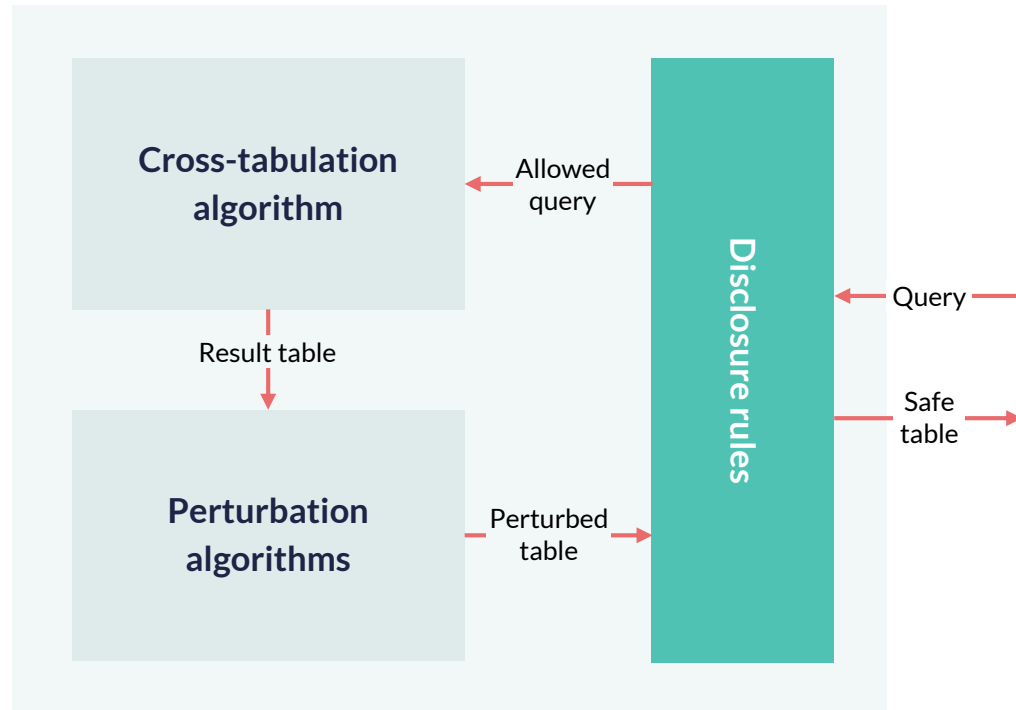 Cross-tabulation
algorithm
Allowed
query
Disclosure rules
Query
Result table
Safe
table
Perturbation
algorithms
Perturbed
table